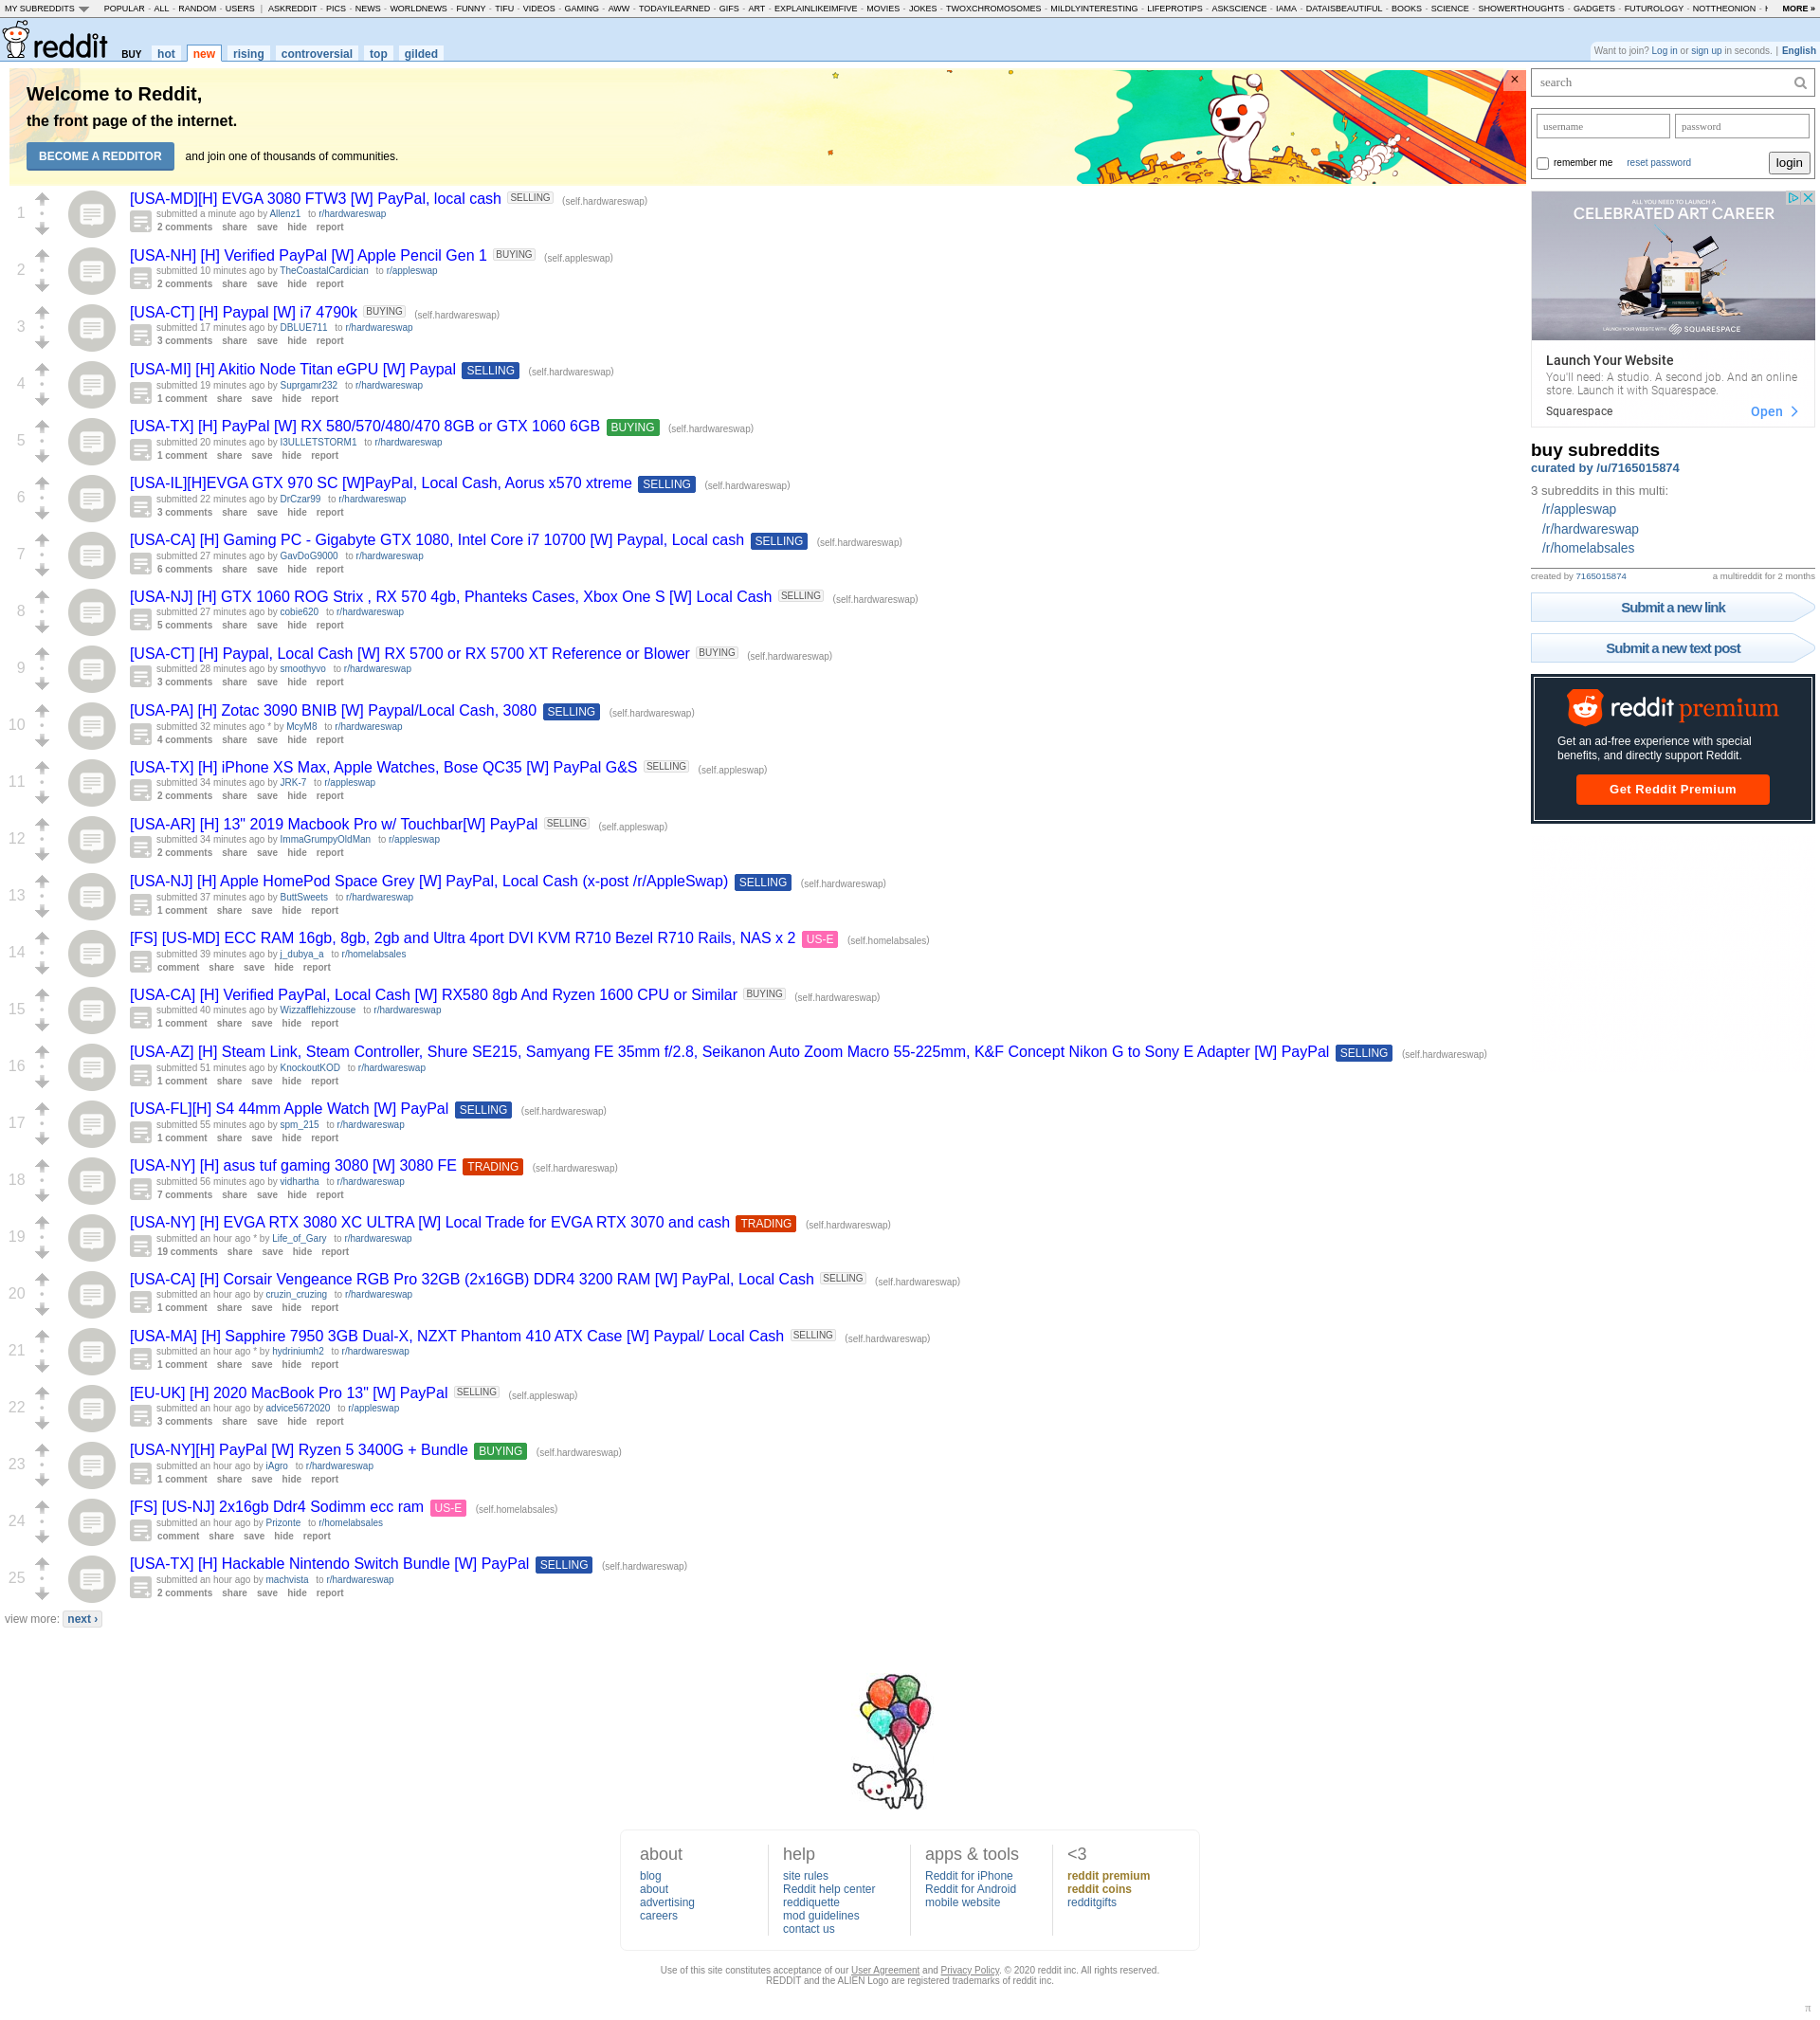 MY SUBREDDITS POPULAR - ALL - RANDOM - USERS | ASKREDDIT - PICS - NEWS - WORLDNEWS - FUNNY - TIFU - VIDEOS - GAMING - AWW - TODAYILEARNED - GIFS - ART - EXPLAINLIKEIMFIVE - MOVIES - JOKES - TWOXCHROMOSOMES - MILDLYINTERESTING - LIFEPROTIPS - ASKSCIENCE - IAMA - DATAISBEAUTIFUL - BOOKS - SCIENCE - SHOWERTHOUGHTS - GADGETS - FUTUROLOGY - NOTTHEONION - MORE »
reddit BUY hot new rising controversial top gilded
Want to join? Log in or sign up in seconds. | English
Welcome to Reddit,
the front page of the internet.
BECOME A REDDITOR and join one of thousands of communities.
×
1
[USA-MD][H] EVGA 3080 FTW3 [W] PayPal, local cash SELLING (self.hardwareswap)
submitted a minute ago by Allenz1 to r/hardwareswap
2 comments share save hide report
2
[USA-NH] [H] Verified PayPal [W] Apple Pencil Gen 1 BUYING (self.appleswap)
submitted 10 minutes ago by TheCoastalCardician to r/appleswap
2 comments share save hide report
3
[USA-CT] [H] Paypal [W] i7 4790k BUYING (self.hardwareswap)
submitted 17 minutes ago by DBLUE711 to r/hardwareswap
3 comments share save hide report
4
[USA-MI] [H] Akitio Node Titan eGPU [W] Paypal SELLING (self.hardwareswap)
submitted 19 minutes ago by Suprgamr232 to r/hardwareswap
1 comment share save hide report
5
[USA-TX] [H] PayPal [W] RX 580/570/480/470 8GB or GTX 1060 6GB BUYING (self.hardwareswap)
submitted 20 minutes ago by I3ULLETSTORM1 to r/hardwareswap
1 comment share save hide report
6
[USA-IL][H]EVGA GTX 970 SC [W]PayPal, Local Cash, Aorus x570 xtreme SELLING (self.hardwareswap)
submitted 22 minutes ago by DrCzar99 to r/hardwareswap
3 comments share save hide report
7
[USA-CA] [H] Gaming PC - Gigabyte GTX 1080, Intel Core i7 10700 [W] Paypal, Local cash SELLING (self.hardwareswap)
submitted 27 minutes ago by GavDoG9000 to r/hardwareswap
6 comments share save hide report
8
[USA-NJ] [H] GTX 1060 ROG Strix , RX 570 4gb, Phanteks Cases, Xbox One S [W] Local Cash SELLING (self.hardwareswap)
submitted 27 minutes ago by cobie620 to r/hardwareswap
5 comments share save hide report
9
[USA-CT] [H] Paypal, Local Cash [W] RX 5700 or RX 5700 XT Reference or Blower BUYING (self.hardwareswap)
submitted 28 minutes ago by smoothyvo to r/hardwareswap
3 comments share save hide report
10
[USA-PA] [H] Zotac 3090 BNIB [W] Paypal/Local Cash, 3080 SELLING (self.hardwareswap)
submitted 32 minutes ago * by McyM8 to r/hardwareswap
4 comments share save hide report
11
[USA-TX] [H] iPhone XS Max, Apple Watches, Bose QC35 [W] PayPal G&S SELLING (self.appleswap)
submitted 34 minutes ago by JRK-7 to r/appleswap
2 comments share save hide report
12
[USA-AR] [H] 13" 2019 Macbook Pro w/ Touchbar[W] PayPal SELLING (self.appleswap)
submitted 34 minutes ago by ImmaGrumpyOldMan to r/appleswap
2 comments share save hide report
13
[USA-NJ] [H] Apple HomePod Space Grey [W] PayPal, Local Cash (x-post /r/AppleSwap) SELLING (self.hardwareswap)
submitted 37 minutes ago by ButtSweets to r/hardwareswap
1 comment share save hide report
14
[FS] [US-MD] ECC RAM 16gb, 8gb, 2gb and Ultra 4port DVI KVM R710 Bezel R710 Rails, NAS x 2 US-E (self.homelabsales)
submitted 39 minutes ago by j_dubya_a to r/homelabsales
comment share save hide report
15
[USA-CA] [H] Verified PayPal, Local Cash [W] RX580 8gb And Ryzen 1600 CPU or Similar BUYING (self.hardwareswap)
submitted 40 minutes ago by Wizzafflehizzouse to r/hardwareswap
1 comment share save hide report
16
[USA-AZ] [H] Steam Link, Steam Controller, Shure SE215, Samyang FE 35mm f/2.8, Seikanon Auto Zoom Macro 55-225mm, K&F Concept Nikon G to Sony E Adapter [W] PayPal SELLING (self.hardwareswap)
submitted 51 minutes ago by KnockoutKOD to r/hardwareswap
1 comment share save hide report
17
[USA-FL][H] S4 44mm Apple Watch [W] PayPal SELLING (self.hardwareswap)
submitted 55 minutes ago by spm_215 to r/hardwareswap
1 comment share save hide report
18
[USA-NY] [H] asus tuf gaming 3080 [W] 3080 FE TRADING (self.hardwareswap)
submitted 56 minutes ago by vidhartha to r/hardwareswap
7 comments share save hide report
19
[USA-NY] [H] EVGA RTX 3080 XC ULTRA [W] Local Trade for EVGA RTX 3070 and cash TRADING (self.hardwareswap)
submitted an hour ago * by Life_of_Gary to r/hardwareswap
19 comments share save hide report
20
[USA-CA] [H] Corsair Vengeance RGB Pro 32GB (2x16GB) DDR4 3200 RAM [W] PayPal, Local Cash SELLING (self.hardwareswap)
submitted an hour ago by cruzin_cruzing to r/hardwareswap
1 comment share save hide report
21
[USA-MA] [H] Sapphire 7950 3GB Dual-X, NZXT Phantom 410 ATX Case [W] Paypal/ Local Cash SELLING (self.hardwareswap)
submitted an hour ago * by hydriniumh2 to r/hardwareswap
1 comment share save hide report
22
[EU-UK] [H] 2020 MacBook Pro 13" [W] PayPal SELLING (self.appleswap)
submitted an hour ago by advice5672020 to r/appleswap
3 comments share save hide report
23
[USA-NY][H] PayPal [W] Ryzen 5 3400G + Bundle BUYING (self.hardwareswap)
submitted an hour ago by iAgro to r/hardwareswap
1 comment share save hide report
24
[FS] [US-NJ] 2x16gb Ddr4 Sodimm ecc ram US-E (self.homelabsales)
submitted an hour ago by Prizonte to r/homelabsales
comment share save hide report
25
[USA-TX] [H] Hackable Nintendo Switch Bundle [W] PayPal SELLING (self.hardwareswap)
submitted an hour ago by machvista to r/hardwareswap
2 comments share save hide report
view more: next ›
search
username password
remember me reset password login
ALL YOU NEED TO LAUNCH A
CELEBRATED ART CAREER
LAUNCH YOUR WEBSITE WITH SQUARESPACE
Launch Your Website
You'll need: A studio. A second job. And an online
store. Launch it with Squarespace.
Squarespace Open
buy subreddits
curated by /u/7165015874
3 subreddits in this multi:
/r/appleswap
/r/hardwareswap
/r/homelabsales
created by 7165015874 a multireddit for 2 months
Submit a new link
Submit a new text post
reddit premium
Get an ad-free experience with special
benefits, and directly support Reddit.
Get Reddit Premium
about
blog
about
advertising
careers
help
site rules
Reddit help center
reddiquette
mod guidelines
contact us
apps & tools
Reddit for iPhone
Reddit for Android
mobile website
<3
reddit premium
reddit coins
redditgifts
Use of this site constitutes acceptance of our User Agreement and Privacy Policy. © 2020 reddit inc. All rights reserved.
REDDIT and the ALIEN Logo are registered trademarks of reddit inc.
π